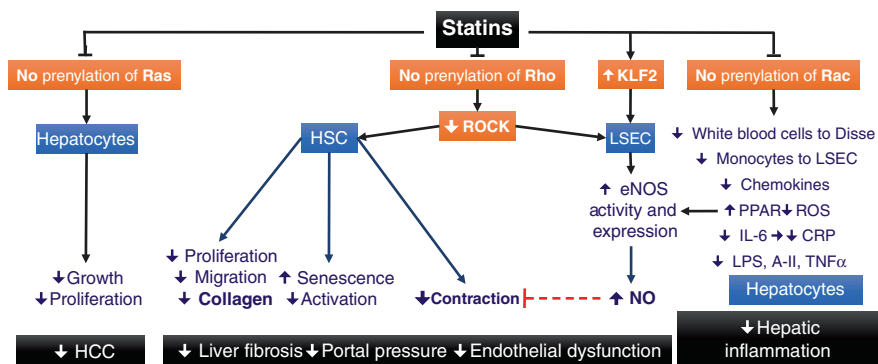 Statins
No prenylation of Ras
No prenylation of Rho
↑ KLF2
No prenylation of Rac
Hepatocytes
HSC
↓ ROCK
LSEC
↓ White blood cells to Disse
↓ Monocytes to LSEC
↓ Chemokines
↑ PPAR↓ ROS
↓ IL-6 → ↓ CRP
↓ LPS, A-II, TNFα
Hepatocytes
↑ eNOS
activity and
expression
↓Growth
↓Proliferation
↓ Proliferation
↓ Migration
↓ Collagen
↑ Senescence
↓ Activation
↓Contraction
↑ NO
↓ HCC
↓ Liver fibrosis ↓Portal pressure ↓ Endothelial dysfunction
↓Hepatic
inflammation